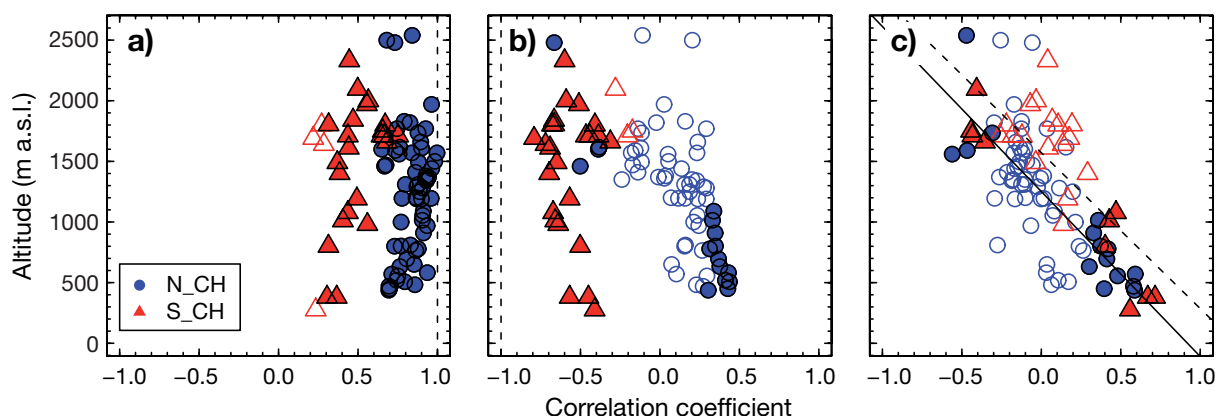 a)
b)
c)
2500
2000
1500
1000
500
0
Altitude (m a.s.l.)
N_CH
S_CH
−1.0 −0.5 0.0 0.5 1.0 −1.0 −0.5 0.0 0.5 1.0 −1.0 −0.5 0.0 0.5 1.0
Correlation coefficient